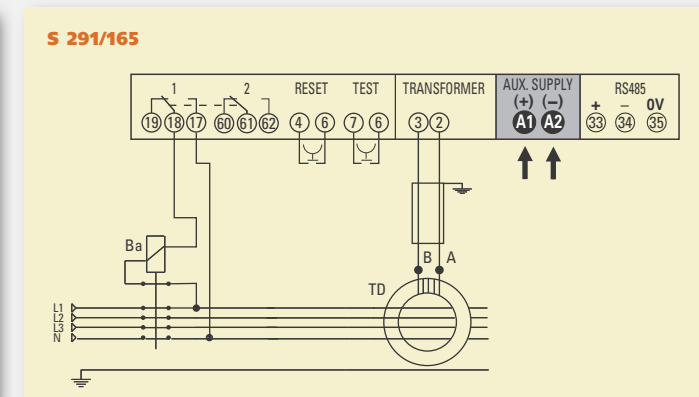 S 291/165
1 2 RESET TEST TRANSFORMER AUX. SUPPLY RS485
(+) (–) + – 0V
19 18 17 60 61 62 4 6 7 6 3 2 A1 A2 33 34 35
Ba
B A
TD
L1
L2
L3
N